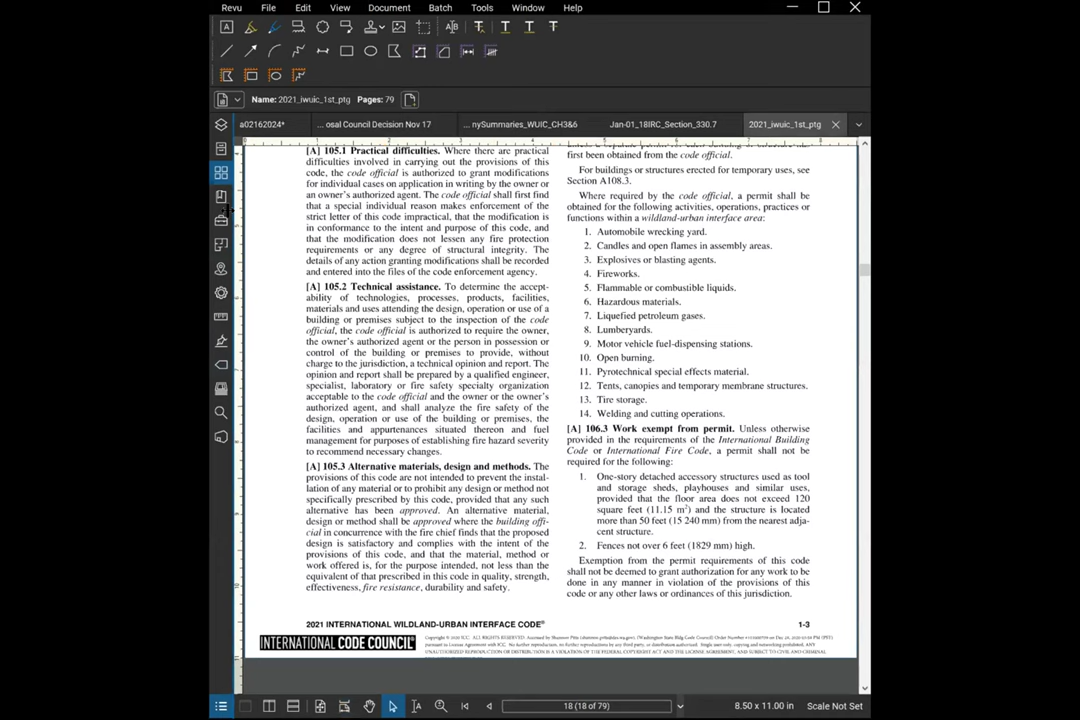 Revu File Edit View Document Batch Tools Window Help
Name: 2021_iwuic_1st_ptg Pages: 79
a02162024* ... osal Council Decision Nov 17 ... nySummaries_WUIC_CH3&6 Jan-01_18IRC_Section_330.7 2021_iwuic_1st_ptg
[A] 105.1 Practical difficulties. Where there are practical
difficulties involved in carrying out the provisions of this
code, the code official is authorized to grant modifications
for individual cases on application in writing by the owner or
an owner's authorized agent. The code official shall first find
that a special individual reason makes enforcement of the
strict letter of this code impractical, that the modification is
in conformance to the intent and purpose of this code, and
that the modification does not lessen any fire protection
requirements or any degree of structural integrity. The
details of any action granting modifications shall be recorded
and entered into the files of the code enforcement agency.
[A] 105.2 Technical assistance. To determine the accept-
ability of technologies, processes, products, facilities,
materials and uses attending the design, operation or use of a
building or premises subject to the inspection of the code
official, the code official is authorized to require the owner,
the owner's authorized agent or the person in possession or
control of the building or premises to provide, without
charge to the jurisdiction, a technical opinion and report. The
opinion and report shall be prepared by a qualified engineer,
specialist, laboratory or fire safety specialty organization
acceptable to the code official and the owner or the owner's
authorized agent, and shall analyze the fire safety of the
design, operation or use of the building or premises, the
facilities and appurtenances situated thereon and fuel
management for purposes of establishing fire hazard severity
to recommend necessary changes.
[A] 105.3 Alternative materials, design and methods. The
provisions of this code are not intended to prevent the instal-
lation of any material or to prohibit any design or method not
specifically prescribed by this code, provided that any such
alternative has been approved. An alternative material,
design or method shall be approved where the building offi-
cial in concurrence with the fire chief finds that the proposed
design is satisfactory and complies with the intent of the
provisions of this code, and that the material, method or
work offered is, for the purpose intended, not less than the
equivalent of that prescribed in this code in quality, strength,
effectiveness, fire resistance, durability and safety.
first been obtained from the code official.
For buildings or structures erected for temporary uses, see
Section A108.3.
Where required by the code official, a permit shall be
obtained for the following activities, operations, practices or
functions within a wildland-urban interface area:
1. Automobile wrecking yard.
2. Candles and open flames in assembly areas.
3. Explosives or blasting agents.
4. Fireworks.
5. Flammable or combustible liquids.
6. Hazardous materials.
7. Liquefied petroleum gases.
8. Lumberyards.
9. Motor vehicle fuel-dispensing stations.
10. Open burning.
11. Pyrotechnical special effects material.
12. Tents, canopies and temporary membrane structures.
13. Tire storage.
14. Welding and cutting operations.
[A] 106.3 Work exempt from permit. Unless otherwise
provided in the requirements of the International Building
Code or International Fire Code, a permit shall not be
required for the following:
1. One-story detached accessory structures used as tool
and storage sheds, playhouses and similar uses,
provided that the floor area does not exceed 120
square feet (11.15 m²) and the structure is located
more than 50 feet (15 240 mm) from the nearest adja-
cent structure.
2. Fences not over 6 feet (1829 mm) high.
Exemption from the permit requirements of this code
shall not be deemed to grant authorization for any work to be
done in any manner in violation of the provisions of this
code or any other laws or ordinances of this jurisdiction.
2021 INTERNATIONAL WILDLAND-URBAN INTERFACE CODE® 1-3
INTERNATIONAL CODE COUNCIL
18 (18 of 79) 8.50 x 11.00 in Scale Not Set